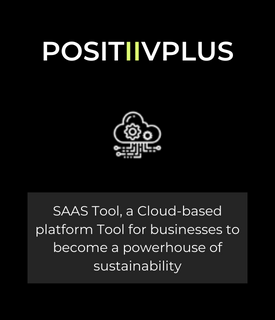 POSITIIVPLUS
SAAS Tool, a Cloud-based
platform Tool for businesses to
become a powerhouse of
sustainability